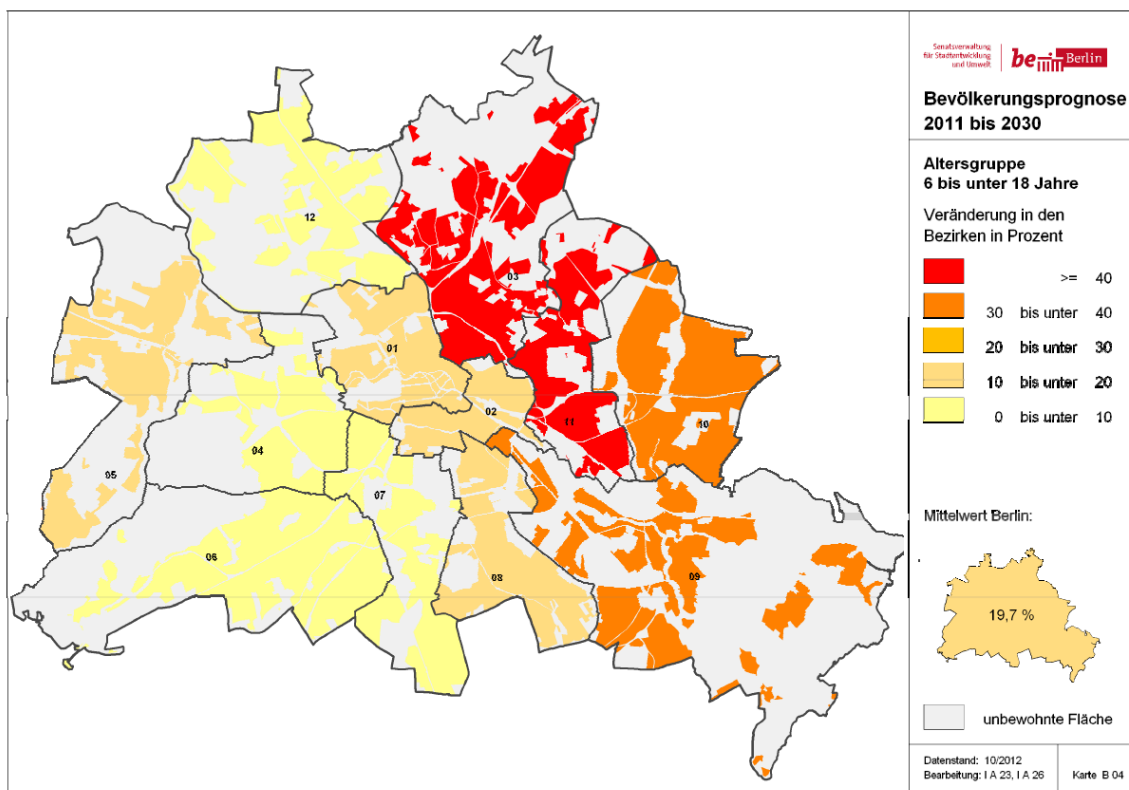 Senatsverwaltung
für Stadtentwicklung
und Umwelt
be Berlin
Bevölkerungsprognose
2011 bis 2030
Altersgruppe
6 bis unter 18 Jahre
Veränderung in den
Bezirken in Prozent
>= 40
30 bis unter 40
20 bis unter 30
10 bis unter 20
0 bis unter 10
Mittelwert Berlin:
19,7 %
unbewohnte Fläche
Datenstand: 10/2012
Bearbeitung: I A 23, I A 26
Karte B 04
12
03
01
02
11
10
04
05
07
06
08
09